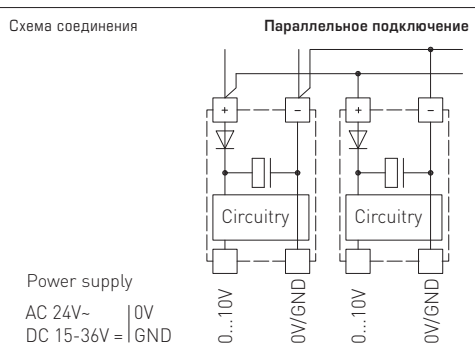 Схема соединения
Параллельное подключение
+ − + −
Circuitry Circuitry
Power supply
AC 24V~ | 0V
DC 15-36V = | GND
0...10V
0V/GND
0...10V
0V/GND